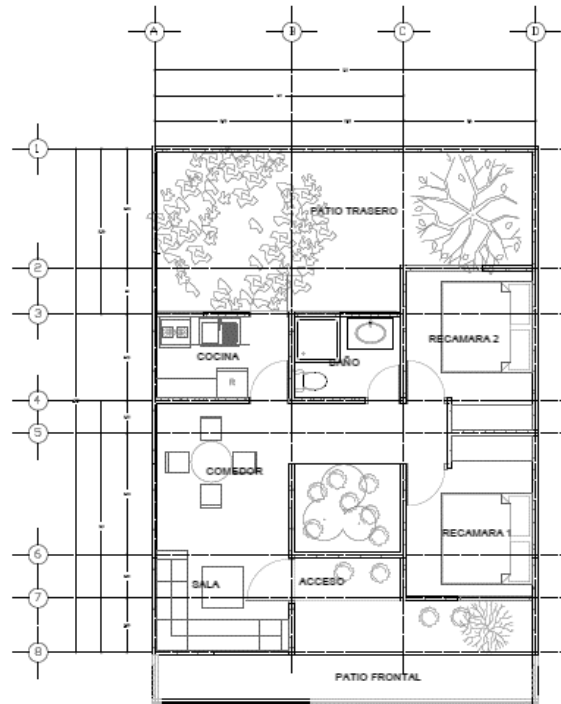 A B C D
1
PATIO TRASERO
2
3
RECAMARA 2
COCINA
BAÑO
R
4
5
COMEDOR
RECAMARA 1
6
SALA
ACCESO
7
8
PATIO FRONTAL